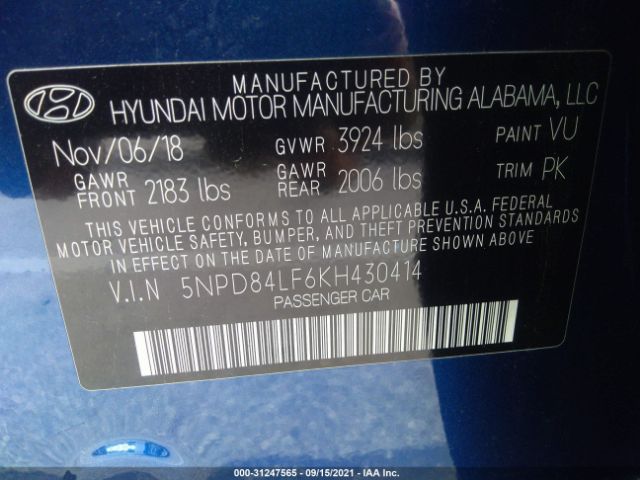 MANUFACTURED BY
HYUNDAI MOTOR MANUFACTURING ALABAMA, LLC
Nov/06/18 GVWR 3924 lbs PAINT VU
GAWR FRONT 2183 lbs GAWR REAR 2006 lbs TRIM PK
THIS VEHICLE CONFORMS TO ALL APPLICABLE U.S.A. FEDERAL
MOTOR VEHICLE SAFETY, BUMPER, AND THEFT PREVENTION STANDARDS
IN EFFECT ON THE DATE OF MANUFACTURE SHOWN ABOVE
V.I.N 5NPD84LF6KH430414
PASSENGER CAR
000-31247565 - 09/15/2021 - IAA Inc.